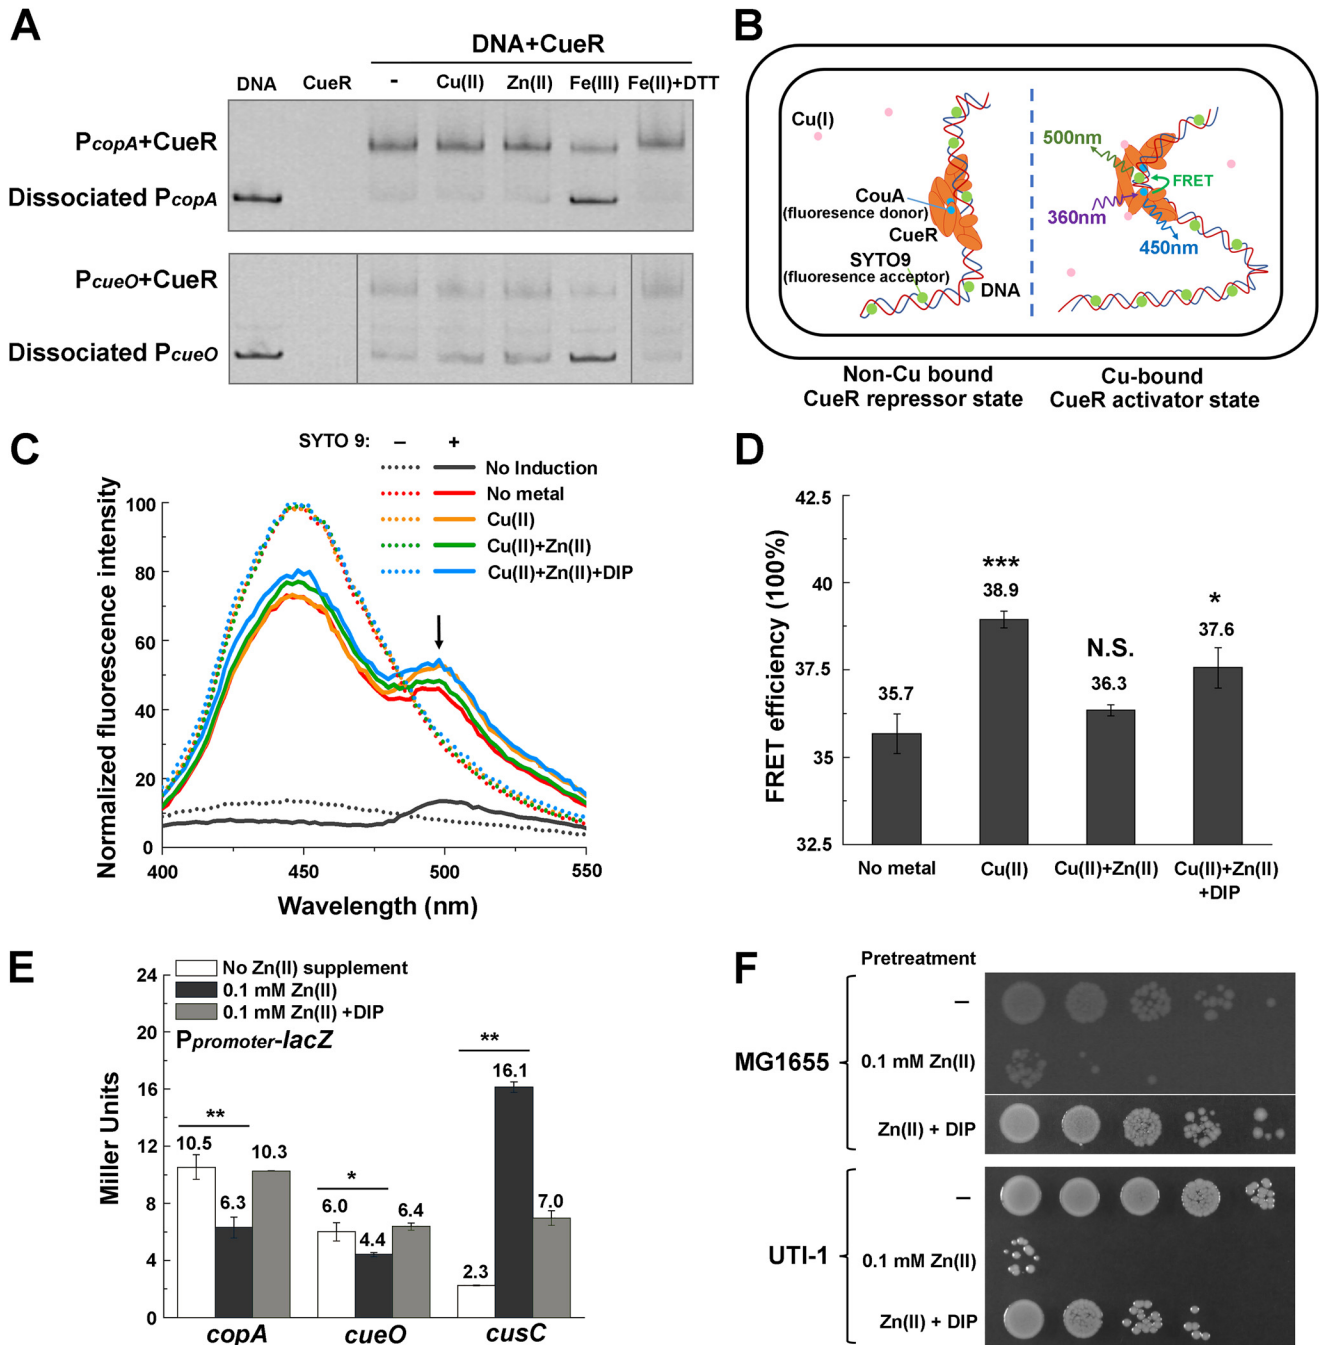 A
DNA+CueR
DNA CueR - Cu(II) Zn(II) Fe(III) Fe(II)+DTT
PcopA+CueR
Dissociated PcopA
PcueO+CueR
Dissociated PcueO
B
Cu(I)
CouA
(fluoresence donor)
CueR
SYTO9
(fluorescence acceptor)
DNA
500nm
FRET
360nm
450nm
Non-Cu bound
CueR repressor state
Cu-bound
CueR activator state
C
SYTO 9: – +
No Induction
No metal
Cu(II)
Cu(II)+Zn(II)
Cu(II)+Zn(II)+DIP
Normalized fluorescence intensity
100
80
60
40
20
0
400 450 500 550
Wavelength (nm)
D
FRET efficiency (100%)
42.5
40
37.5
35
32.5
35.7
***
38.9
N.S.
36.3
*
37.6
No metal Cu(II) Cu(II)+Zn(II) Cu(II)+Zn(II)
+DIP
E
No Zn(II) supplement
0.1 mM Zn(II)
0.1 mM Zn(II) +DIP
Ppromoter-lacZ
Miller Units
24
20
16
12
8
4
0
**
10.5
6.3
10.3
*
6.0
4.4
6.4
**
2.3
16.1
7.0
copA cueO cusC
F
Pretreatment
MG1655
–
0.1 mM Zn(II)
Zn(II) + DIP
UTI-1
–
0.1 mM Zn(II)
Zn(II) + DIP